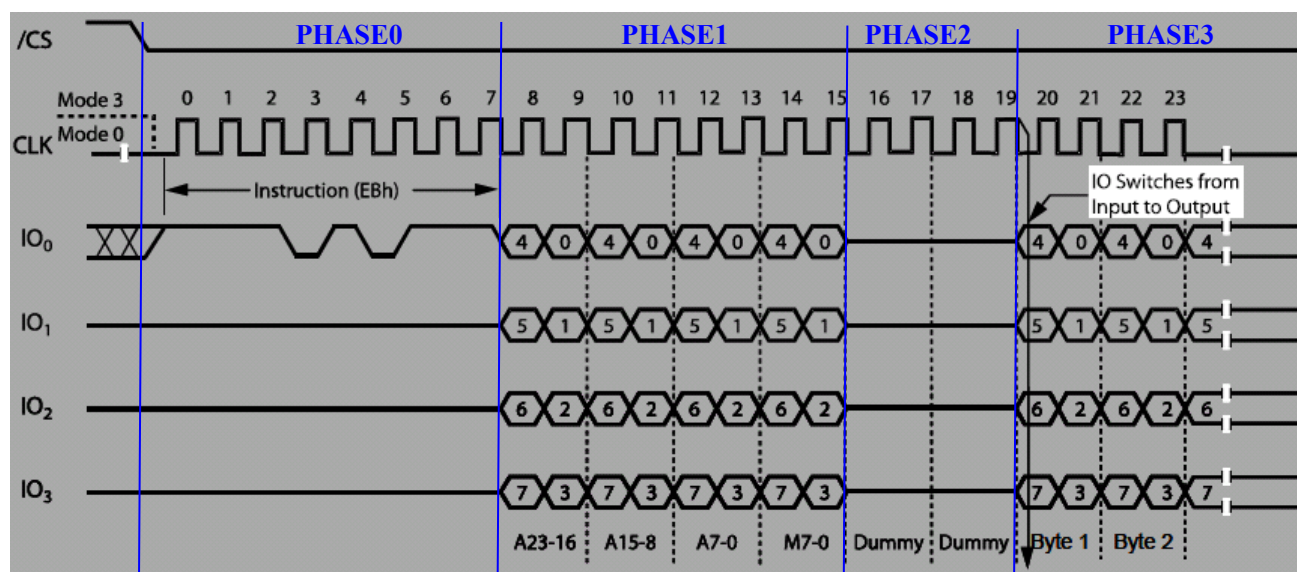 /CS PHASE0 PHASE1 PHASE2 PHASE3
Mode 3 0 1 2 3 4 5 6 7 8 9 10 11 12 13 14 15 16 17 18 19 20 21 22 23
CLK Mode 0
Instruction (EBh)
IO Switches from
Input to Output
IO₀ 4 0 4 0 4 0 4 0 4 0 4 0 4
IO₁ 5 1 5 1 5 1 5 1 5 1 5 1 5
IO₂ 6 2 6 2 6 2 6 2 6 2 6 2 6
IO₃ 7 3 7 3 7 3 7 3 7 3 7 3 7
A23-16 A15-8 A7-0 M7-0 Dummy Dummy Byte 1 Byte 2